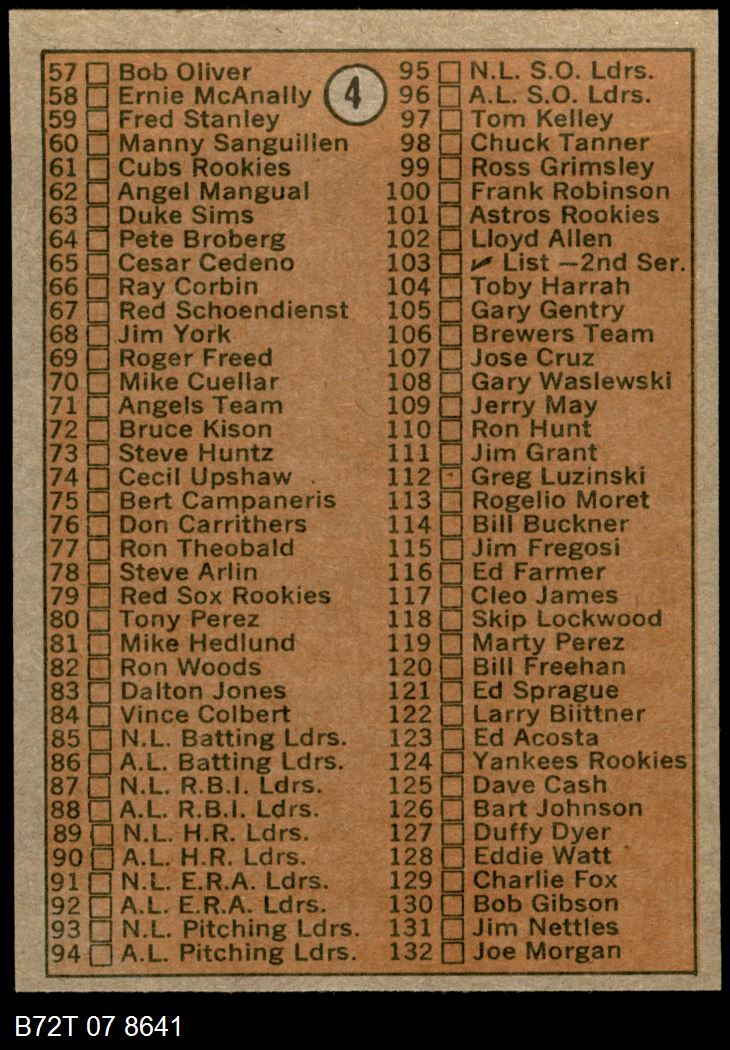 4
57 Bob Oliver
58 Ernie McAnally
59 Fred Stanley
60 Manny Sanguillen
61 Cubs Rookies
62 Angel Mangual
63 Duke Sims
64 Pete Broberg
65 Cesar Cedeno
66 Ray Corbin
67 Red Schoendienst
68 Jim York
69 Roger Freed
70 Mike Cuellar
71 Angels Team
72 Bruce Kison
73 Steve Huntz
74 Cecil Upshaw
75 Bert Campaneris
76 Don Carrithers
77 Ron Theobald
78 Steve Arlin
79 Red Sox Rookies
80 Tony Perez
81 Mike Hedlund
82 Ron Woods
83 Dalton Jones
84 Vince Colbert
85 N.L. Batting Ldrs.
86 A.L. Batting Ldrs.
87 N.L. R.B.I. Ldrs.
88 A.L. R.B.I. Ldrs.
89 N.L. H.R. Ldrs.
90 A.L. H.R. Ldrs.
91 N.L. E.R.A. Ldrs.
92 A.L. E.R.A. Ldrs.
93 N.L. Pitching Ldrs.
94 A.L. Pitching Ldrs.
95 N.L. S.O. Ldrs.
96 A.L. S.O. Ldrs.
97 Tom Kelley
98 Chuck Tanner
99 Ross Grimsley
100 Frank Robinson
101 Astros Rookies
102 Lloyd Allen
103 ✓ List —2nd Ser.
104 Toby Harrah
105 Gary Gentry
106 Brewers Team
107 Jose Cruz
108 Gary Waslewski
109 Jerry May
110 Ron Hunt
111 Jim Grant
112 Greg Luzinski
113 Rogelio Moret
114 Bill Buckner
115 Jim Fregosi
116 Ed Farmer
117 Cleo James
118 Skip Lockwood
119 Marty Perez
120 Bill Freehan
121 Ed Sprague
122 Larry Biittner
123 Ed Acosta
124 Yankees Rookies
125 Dave Cash
126 Bart Johnson
127 Duffy Dyer
128 Eddie Watt
129 Charlie Fox
130 Bob Gibson
131 Jim Nettles
132 Joe Morgan
B72T 07 8641